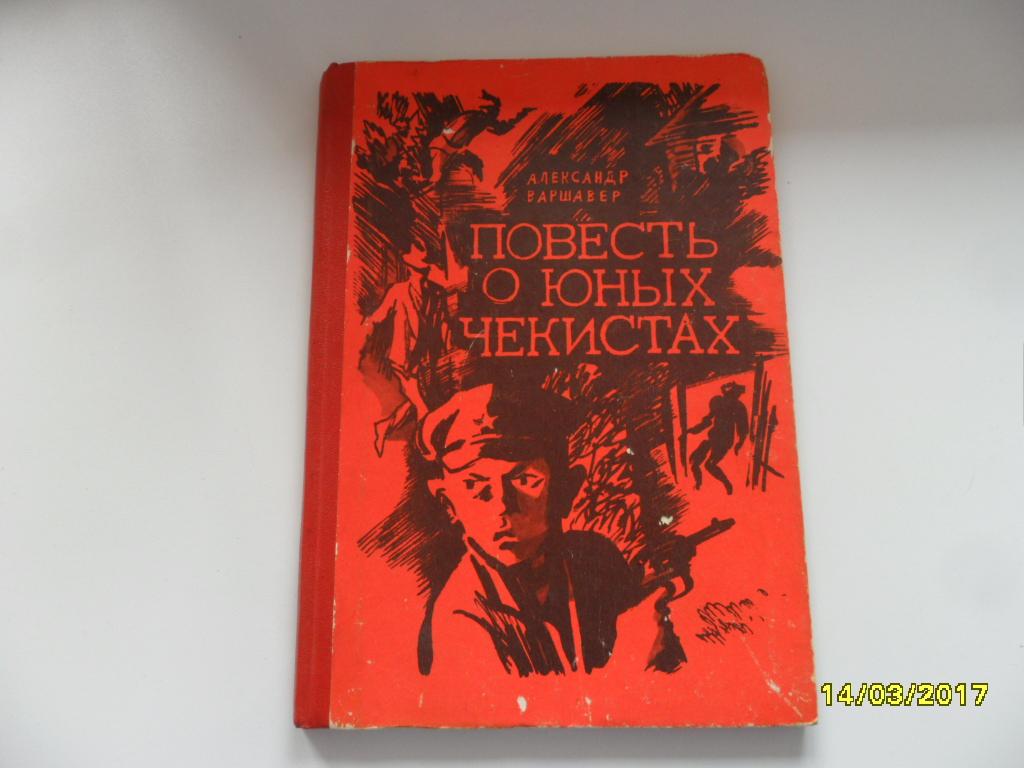 АЛЕКСАНДР
ВАРШАВЕР
ПОВЕСТЬ
О ЮНЫХ
ЧЕКИСТАХ
14/03/2017